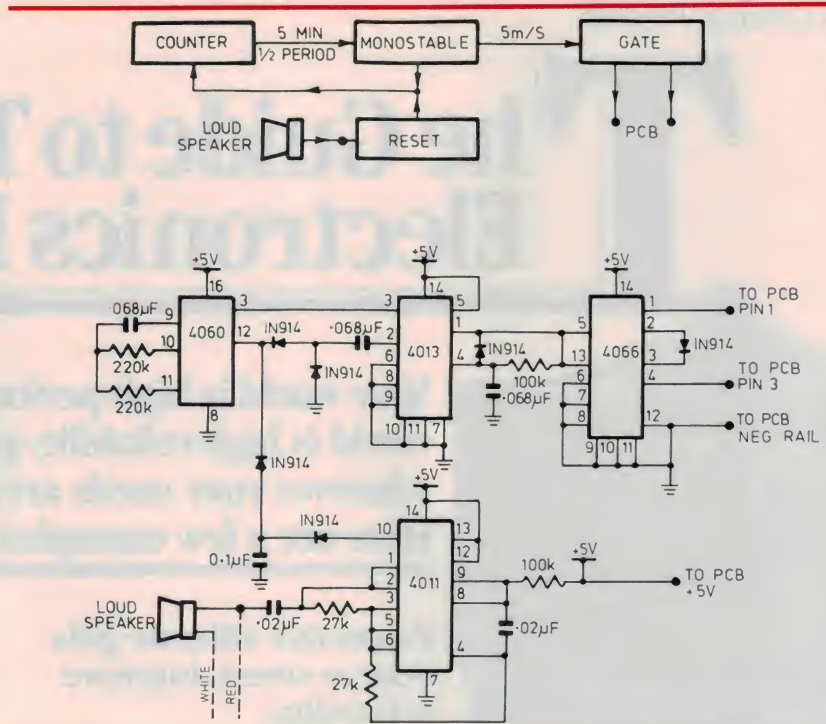 COUNTER
5 MIN
½ PERIOD
MONOSTABLE
5m/S
GATE
LOUD
SPEAKER
RESET
PCB
+5V
16
·068µF
9
10
220k
11
220k
4060
3
12
8
IN914
IN914
·068µF
+5V
14
3
5
2
1
6
4
8
9
10
11
7
4013
IN914
100k
·068µF
+5V
14
5
1
13
2
6
3
7
4
8
12
9
10
11
4066
IN914
TO PCB
PIN 1
TO PCB
PIN 3
TO PCB
NEG RAIL
IN914
IN914
0·1µF
+5V
14
10
13
1
12
2
9
3
8
5
6
4
7
4011
LOUD
SPEAKER
WHITE
RED
·02µF
27k
27k
100k
+5V
TO PCB
+5V
·02µF